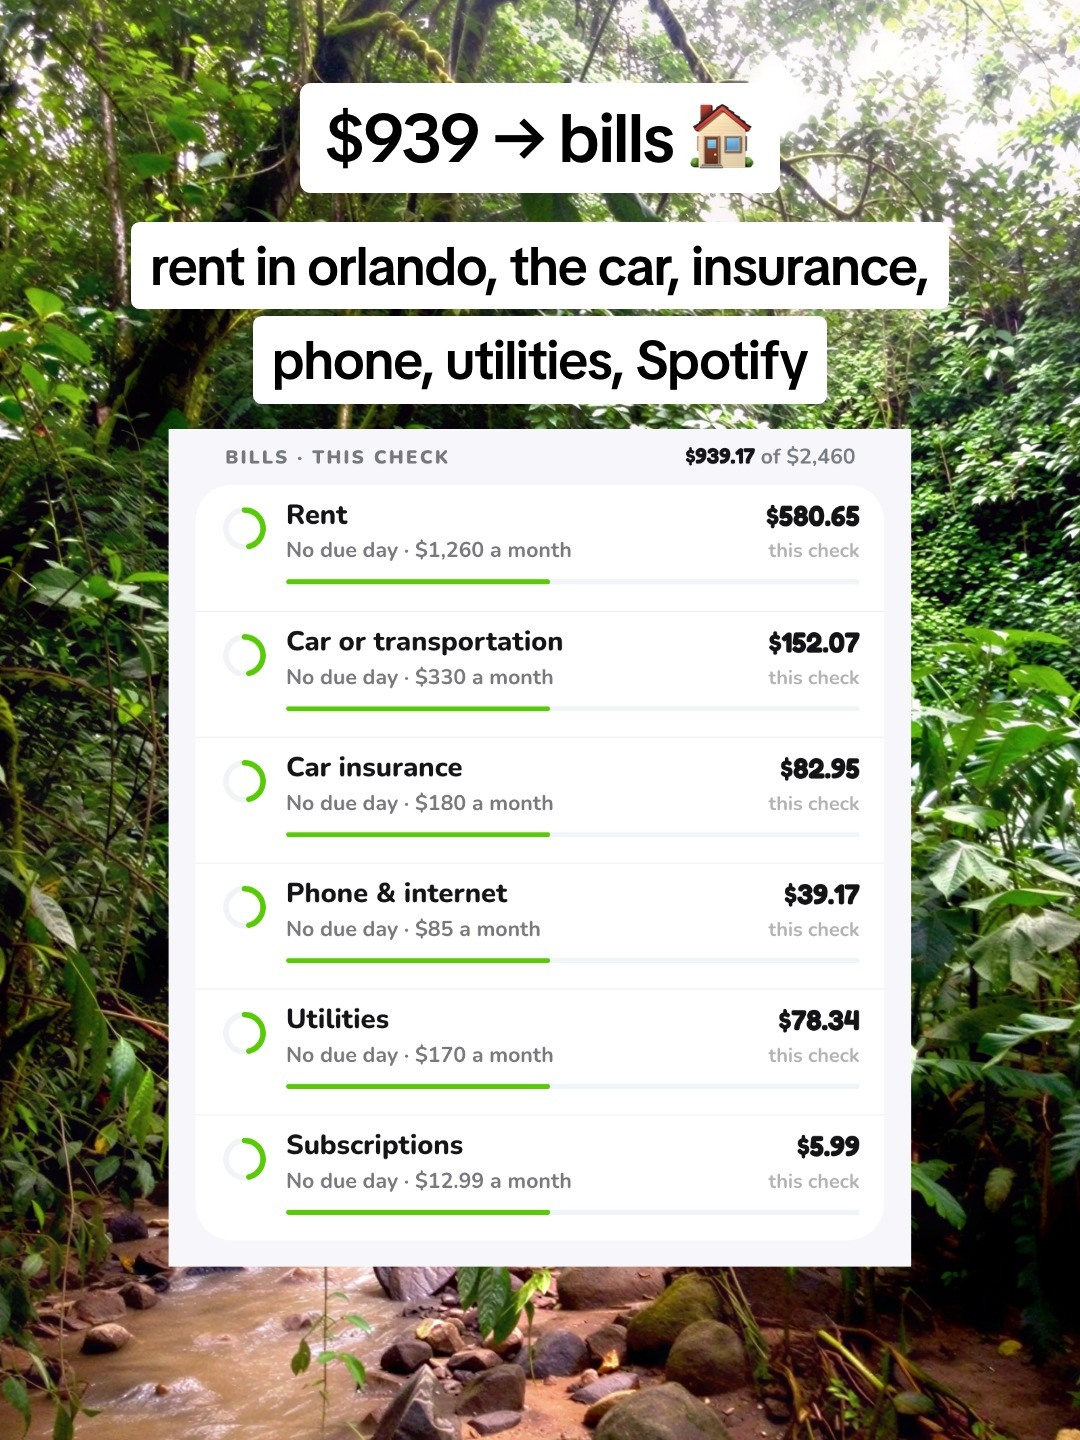 $939 → bills 🏠
rent in orlando, the car, insurance,
phone, utilities, Spotify
BILLS · THIS CHECK
$939.17 of $2,460
Rent
$580.65
No due day · $1,260 a month
this check
Car or transportation
$152.07
No due day · $330 a month
this check
Car insurance
$82.95
No due day · $180 a month
this check
Phone & internet
$39.17
No due day · $85 a month
this check
Utilities
$78.34
No due day · $170 a month
this check
Subscriptions
$5.99
No due day · $12.99 a month
this check